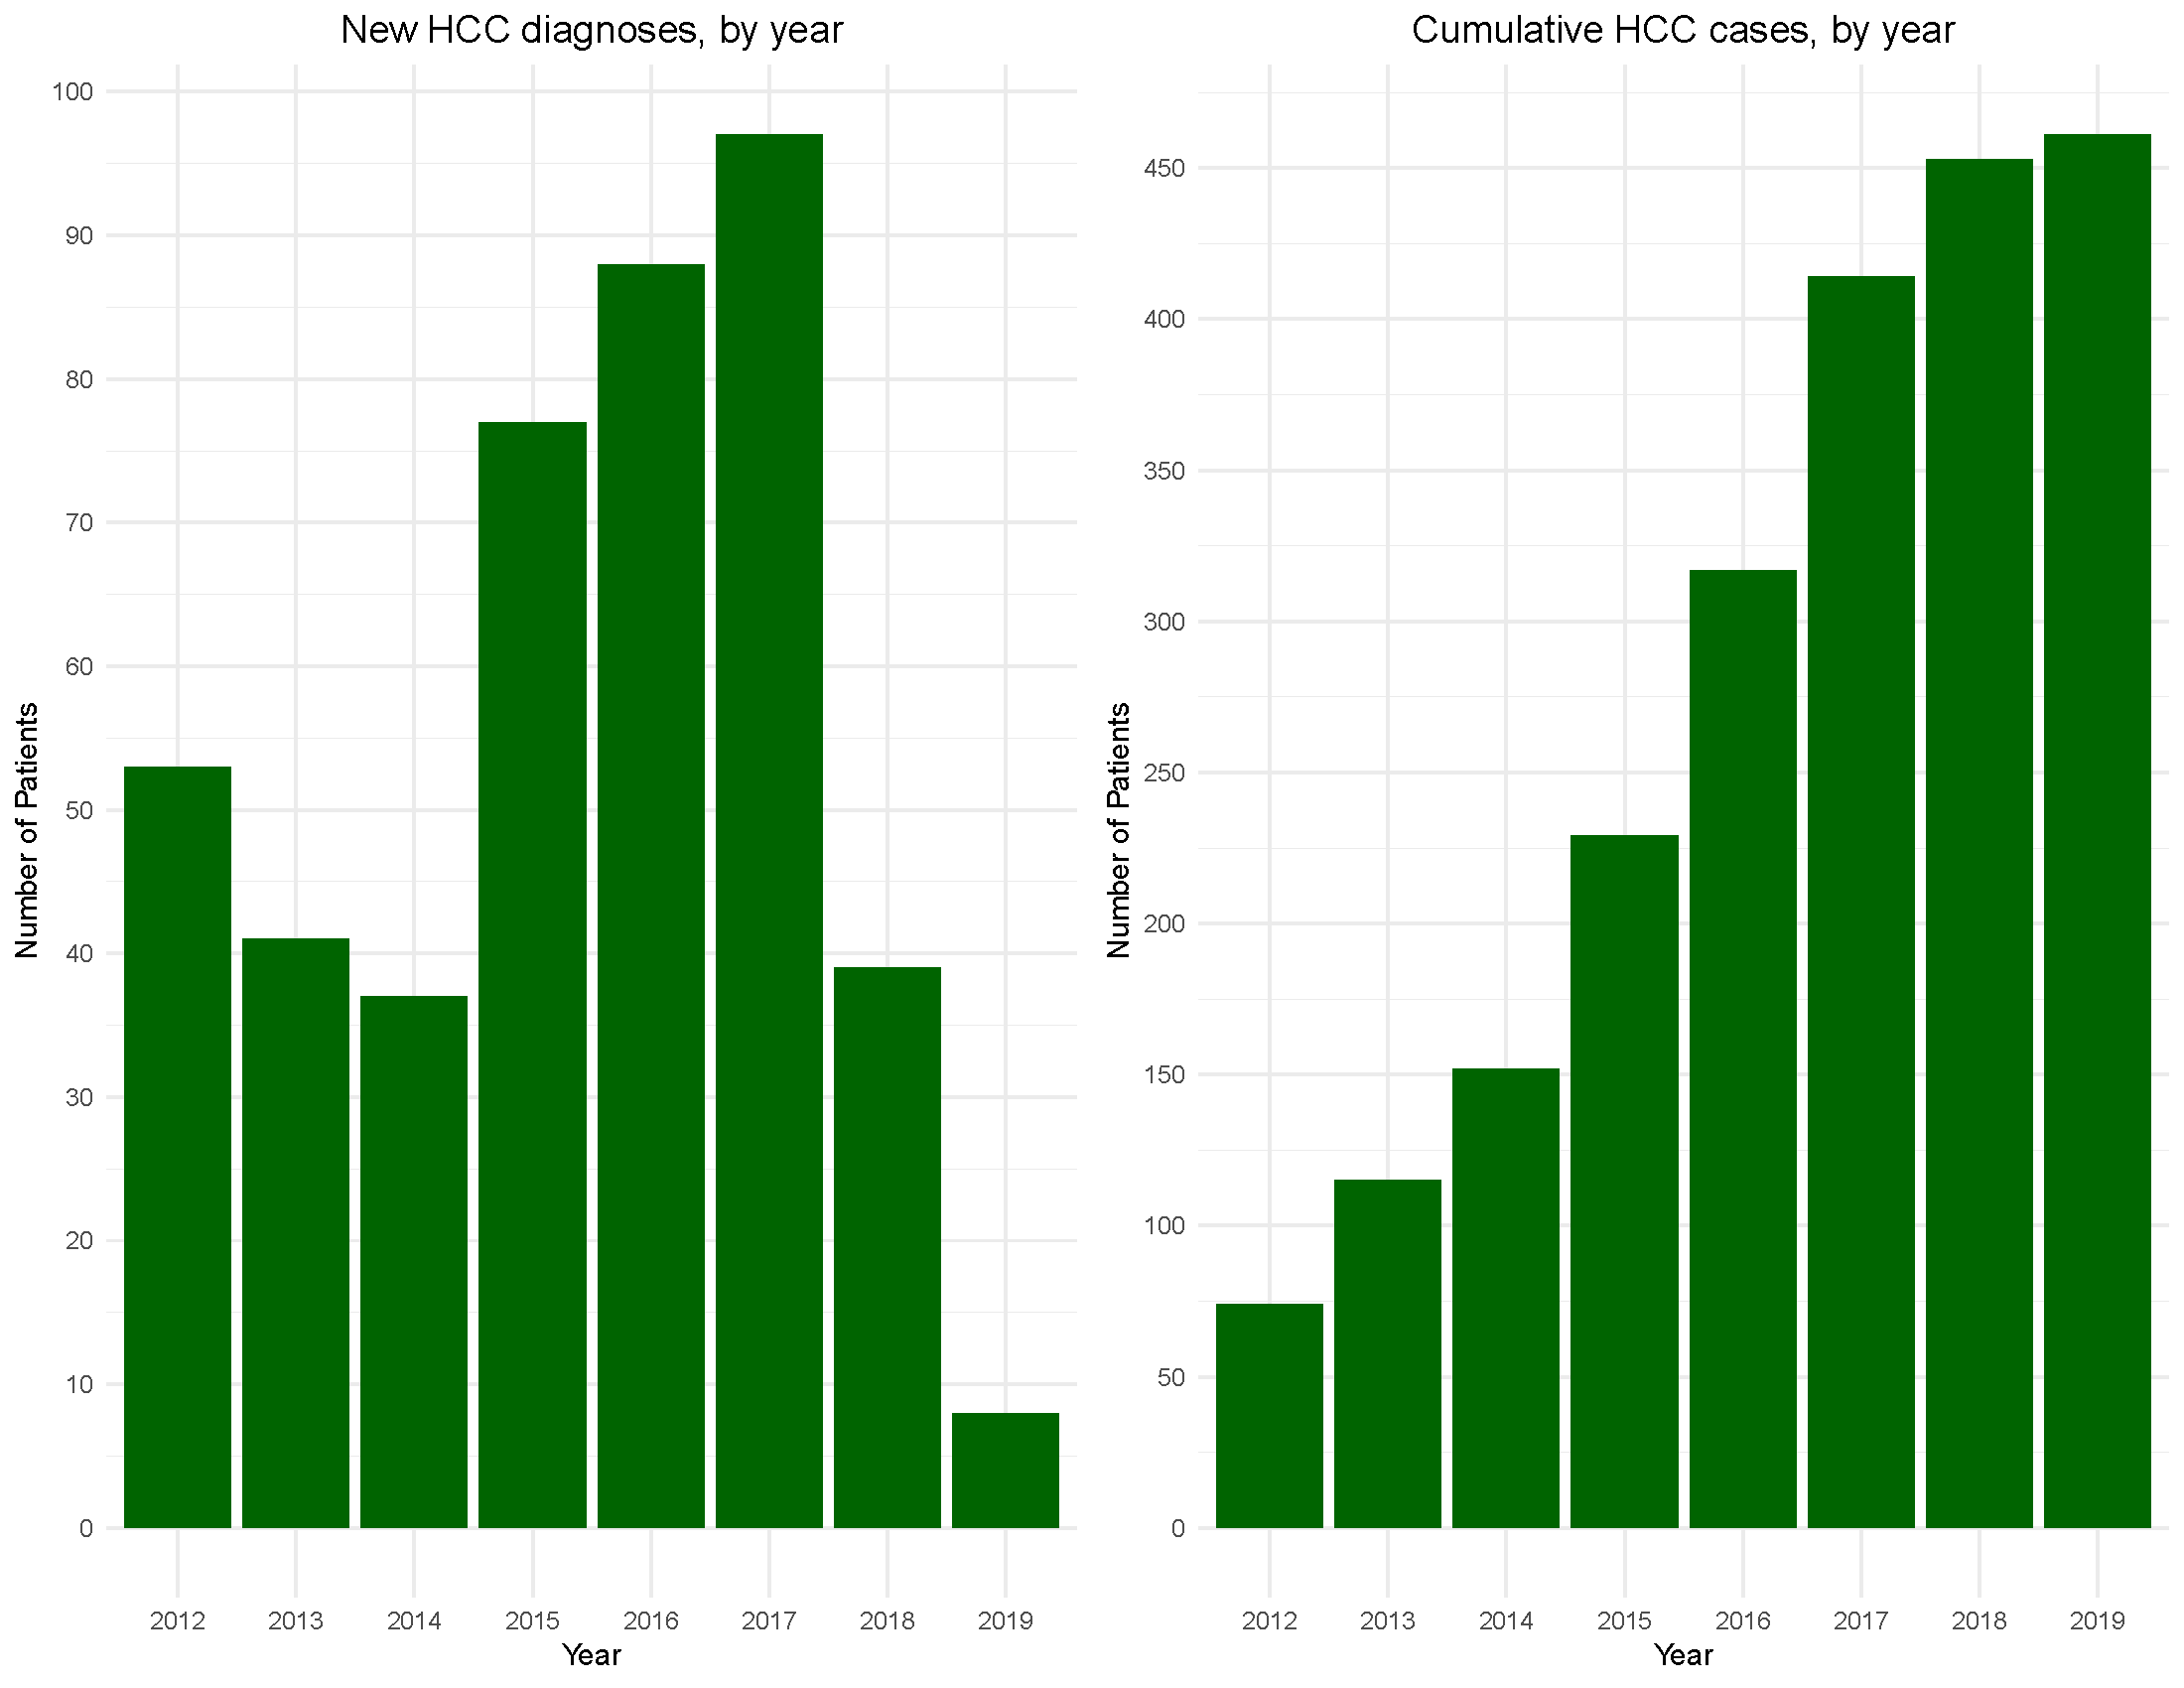 New HCC diagnoses, by year
100
90
80
70
60
50
40
30
20
10
0
Number of Patients
2012 2013 2014 2015 2016 2017 2018 2019
Year
Cumulative HCC cases, by year
450
400
350
300
250
200
150
100
50
0
Number of Patients
2012 2013 2014 2015 2016 2017 2018 2019
Year